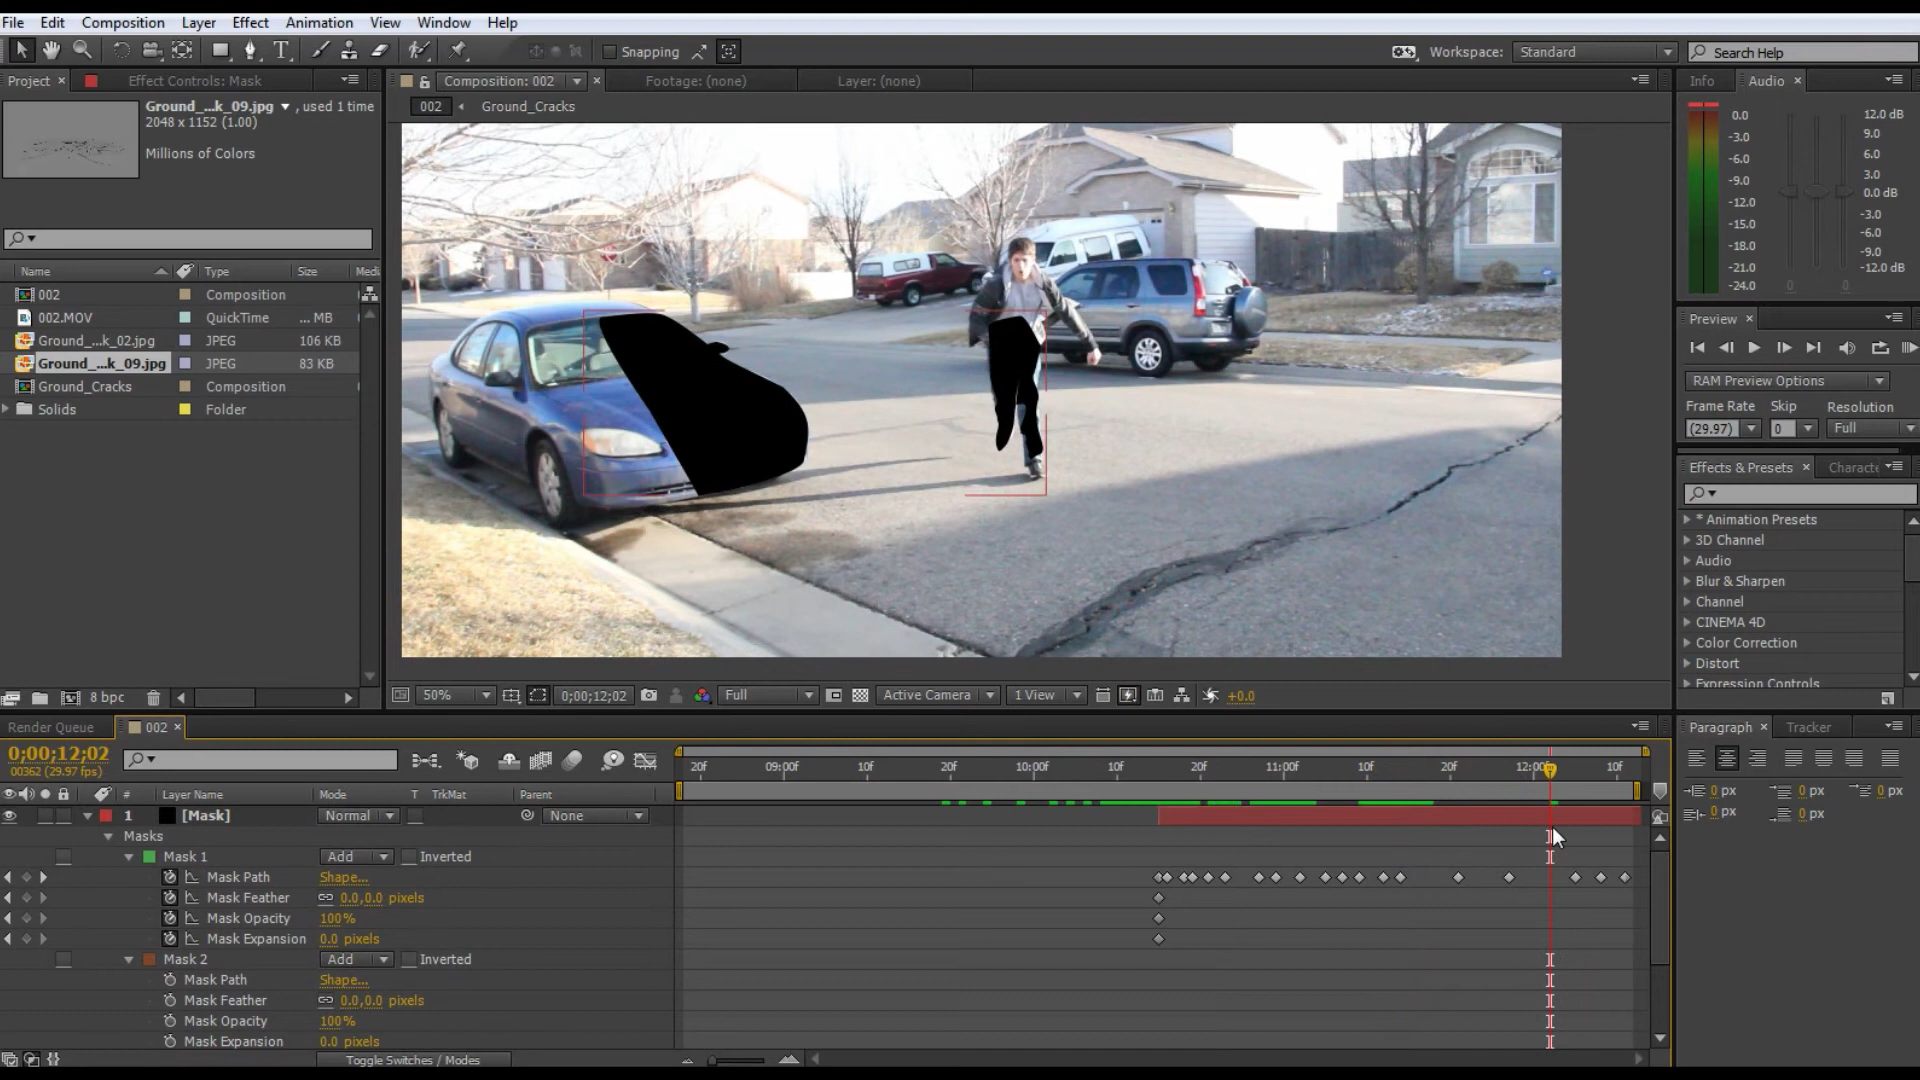 File Edit Composition Layer Effect Animation View Window Help
Snapping
Workspace: Standard
Search Help
Project
Effect Controls: Mask
Ground_...k_09.jpg , used 1 time
2048 x 1152 (1.00)
Millions of Colors
Name Type Size Medi
002 Composition
002.MOV QuickTime ... MB
Ground_...k_02.jpg JPEG 106 KB
Ground_...k_09.jpg JPEG 83 KB
Ground_Cracks Composition
Solids Folder
8 bpc
Composition: 002
Footage: (none)
Layer: (none)
002 Ground_Cracks
50%
0;00;12;02
Full
Active Camera
1 View
+0.0
Info Audio
0.0
-3.0
-6.0
-9.0
-12.0
-15.0
-18.0
-21.0
-24.0
12.0 dB
9.0
6.0
3.0
0.0 dB
-3.0
-6.0
-9.0
-12.0 dB
0 0
Preview
RAM Preview Options
Frame Rate Skip Resolution
(29.97) 0 Full
Effects & Presets Characte
* Animation Presets
3D Channel
Audio
Blur & Sharpen
Channel
CINEMA 4D
Color Correction
Distort
Expression Controls
Render Queue 002
0;00;12;02
00362 (29.97 fps)
20f 09:00f 10f 20f 10:00f 10f 20f 11:00f 10f 20f 12:00f 10f
# Layer Name Mode T TrkMat Parent
1 [Mask] Normal None
Masks
Mask 1 Add Inverted
Mask Path Shape...
Mask Feather 0.0,0.0 pixels
Mask Opacity 100%
Mask Expansion 0.0 pixels
Mask 2 Add Inverted
Mask Path Shape...
Mask Feather 0.0,0.0 pixels
Mask Opacity 100%
Mask Expansion 0.0 pixels
Toggle Switches / Modes
Paragraph Tracker
0 px 0 px 0 px
0 px 0 px